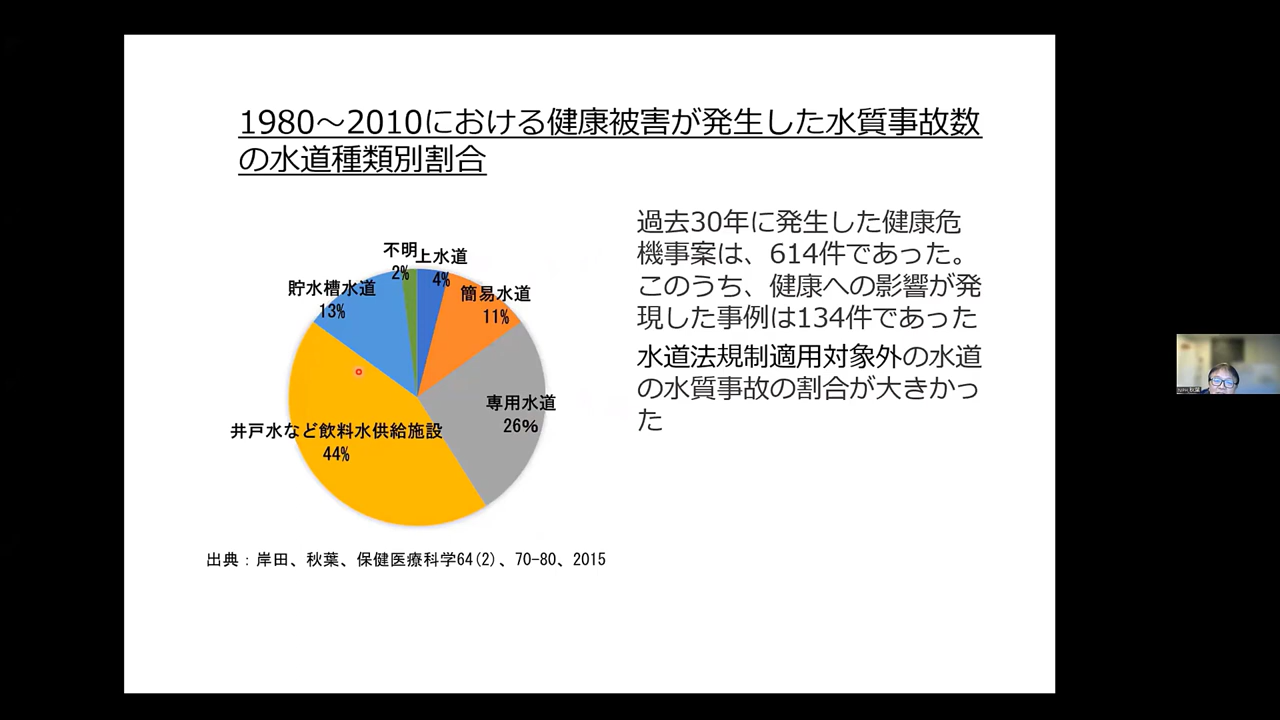 1980～2010における健康被害が発生した水質事故数
の水道種類別割合
過去30年に発生した健康危
機事案は、614件であった。
このうち、健康への影響が発
現した事例は134件であった
水道法規制適用対象外の水道
の水質事故の割合が大きかっ
た
不明
2%
上水道
4%
簡易水道
11%
貯水槽水道
13%
専用水道
26%
井戸水など飲料水供給施設
44%
出典：岸田、秋葉、保健医療科学64(2)、70-80、2015